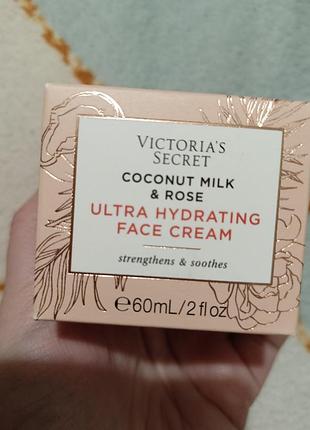 VICTORIA'S
SECRET
COCONUT MILK
& ROSE
ULTRA HYDRATING
FACE CREAM
strengthens & soothes
℮60mL/2 fl oz